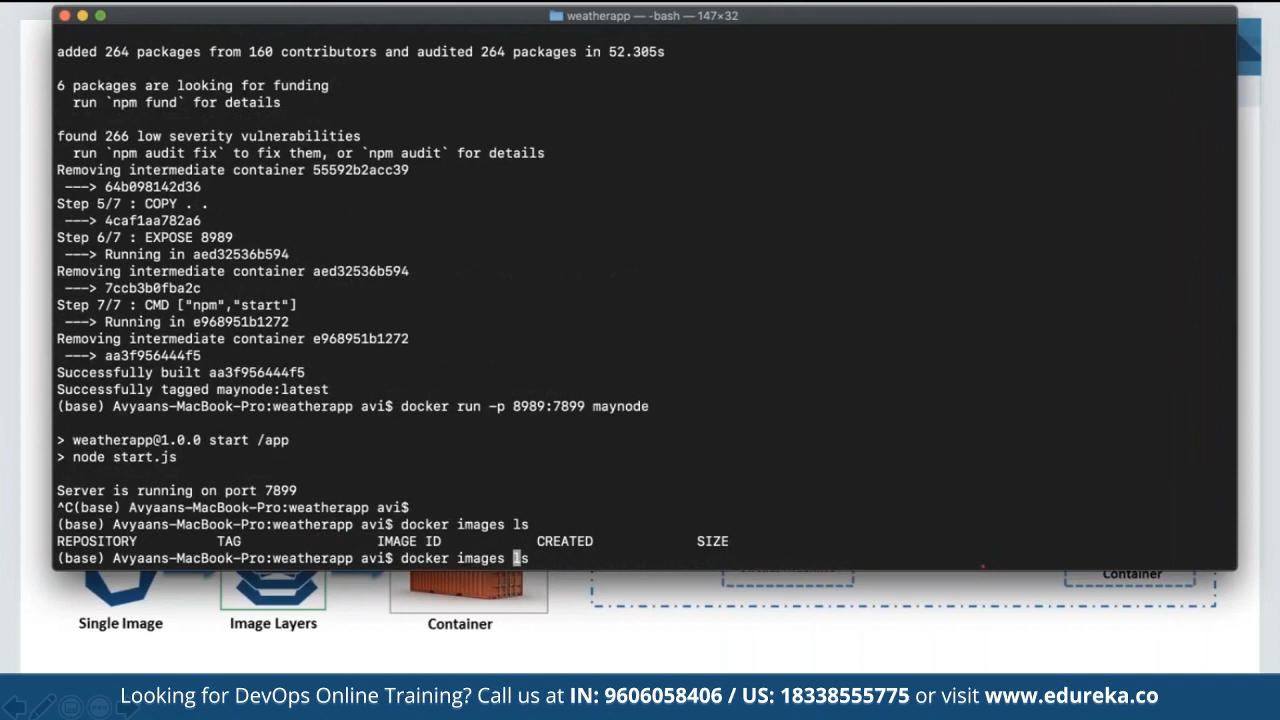 weatherapp — -bash — 147×32
added 264 packages from 160 contributors and audited 264 packages in 52.305s
6 packages are looking for funding
run `npm fund` for details
found 266 low severity vulnerabilities
run `npm audit fix` to fix them, or `npm audit` for details
Removing intermediate container 55592b2acc39
---> 64b098142d36
Step 5/7 : COPY . .
---> 4caf1aa782a6
Step 6/7 : EXPOSE 8989
---> Running in aed32536b594
Removing intermediate container aed32536b594
---> 7ccb3b0fba2c
Step 7/7 : CMD ["npm","start"]
---> Running in e968951b1272
Removing intermediate container e968951b1272
---> aa3f956444f5
Successfully built aa3f956444f5
Successfully tagged maynode:latest
(base) Avyaans-MacBook-Pro:weatherapp avi$ docker run -p 8989:7899 maynode
> weatherapp@1.0.0 start /app
> node start.js
Server is running on port 7899
^C(base) Avyaans-MacBook-Pro:weatherapp avi$
(base) Avyaans-MacBook-Pro:weatherapp avi$ docker images ls
REPOSITORY TAG IMAGE ID CREATED SIZE
(base) Avyaans-MacBook-Pro:weatherapp avi$ docker images ls
Container
Single Image Image Layers Container
Looking for DevOps Online Training? Call us at IN: 9606058406 / US: 18338555775 or visit www.edureka.co